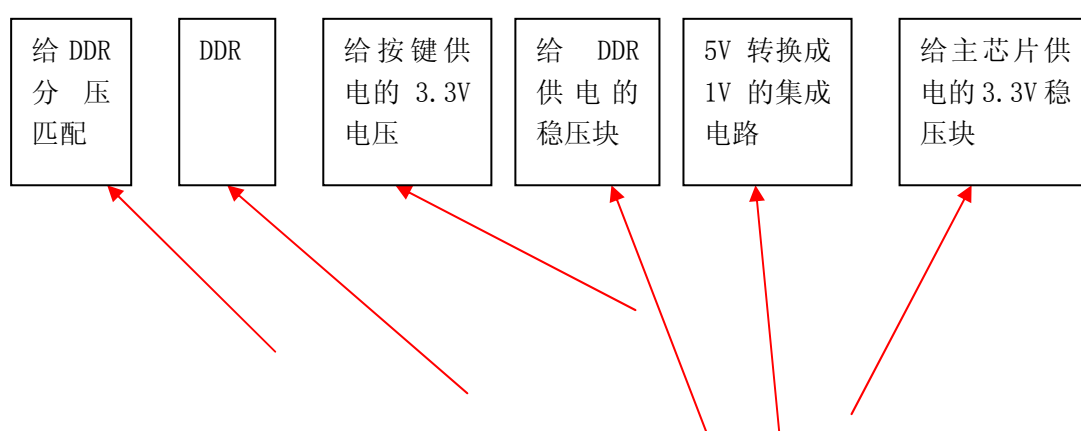 给 DDR
分 压
匹配
DDR
给按键供
电的 3.3V
电压
给 DDR
供电的
稳压块
5V 转换成
1V 的集成
电路
给主芯片供
电的 3.3V 稳
压块